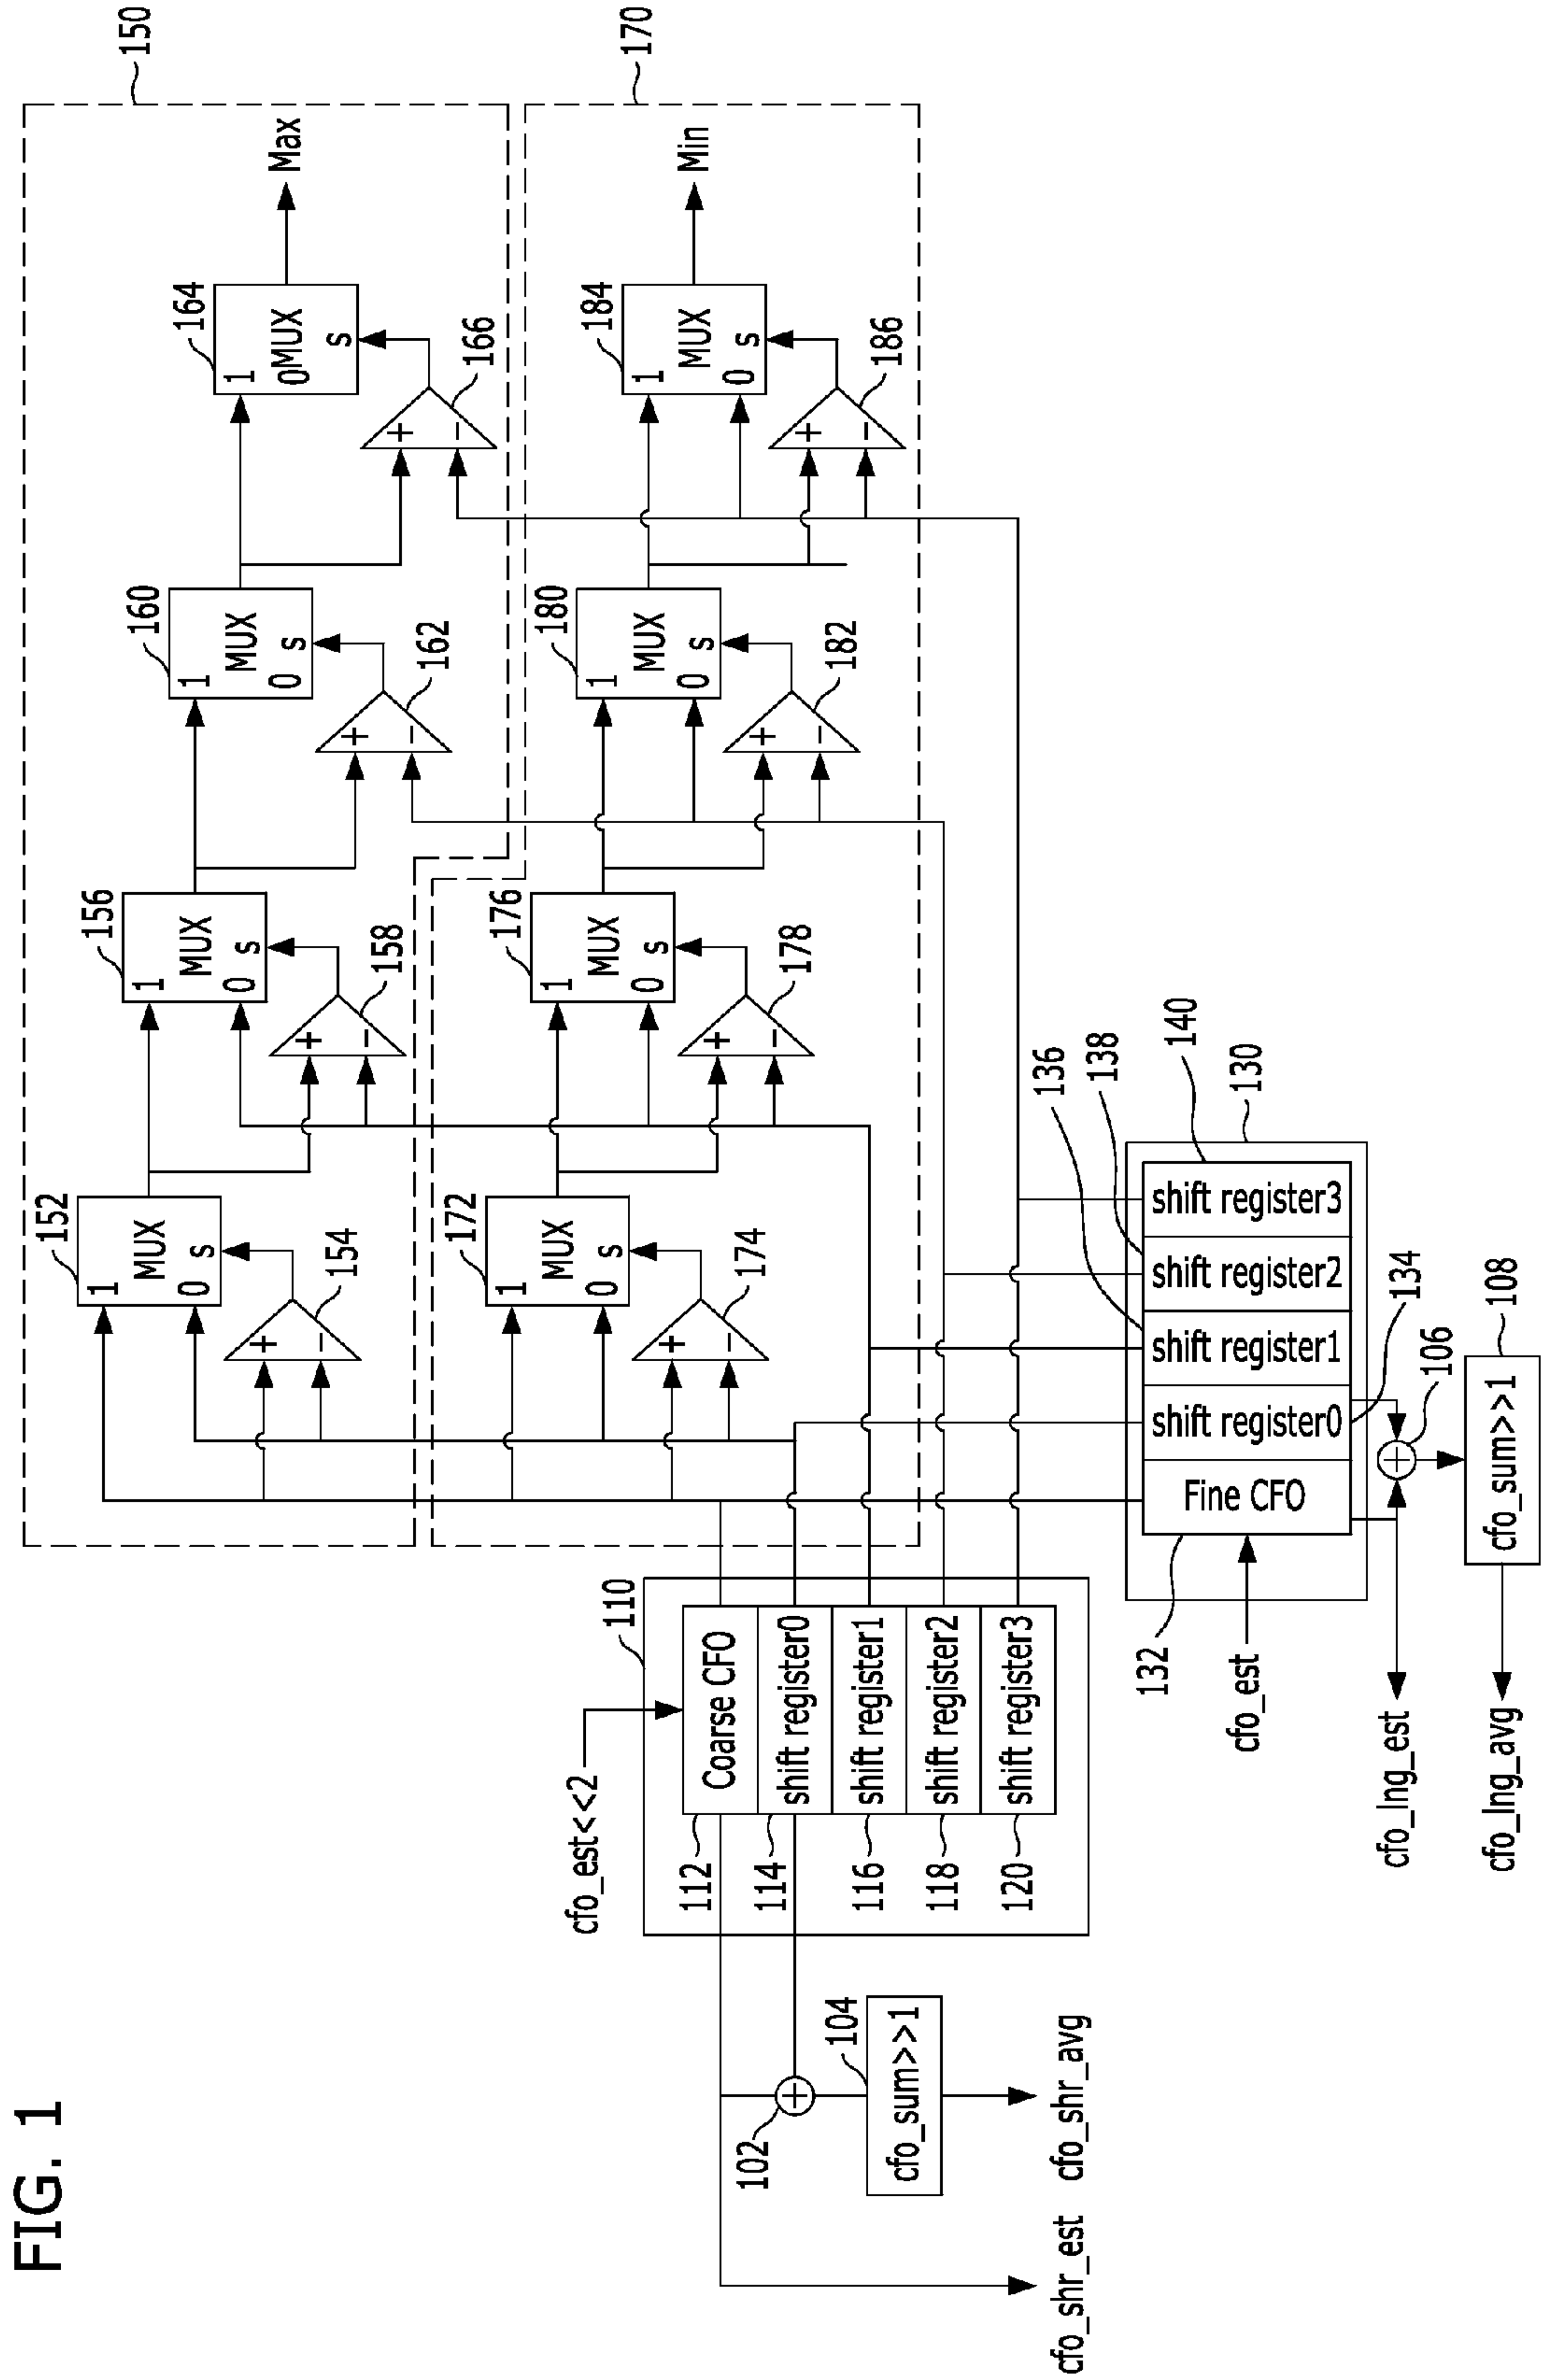 FIG. 1
150
Max
164
1
0
MUX
s
166
+
−
160
1
MUX
0
s
162
+
−
156
1
MUX
0
s
158
+
−
152
1
MUX
0
s
154
+
−
170
Min
184
1
MUX
0
s
186
+
−
180
1
MUX
0
s
182
+
−
176
1
MUX
0
s
178
+
−
172
1
MUX
0
s
174
+
−
cfo_est<<2
110
112
Coarse CFO
114
shift register0
116
shift register1
118
shift register2
120
shift register3
102
+
104
cfo_sum>>1
cfo_shr_est
cfo_shr_avg
130
132
Fine CFO
134
shift register0
136
shift register1
138
shift register2
140
shift register3
cfo_est
106
+
108
cfo_sum>>1
cfo_lng_est
cfo_lng_avg